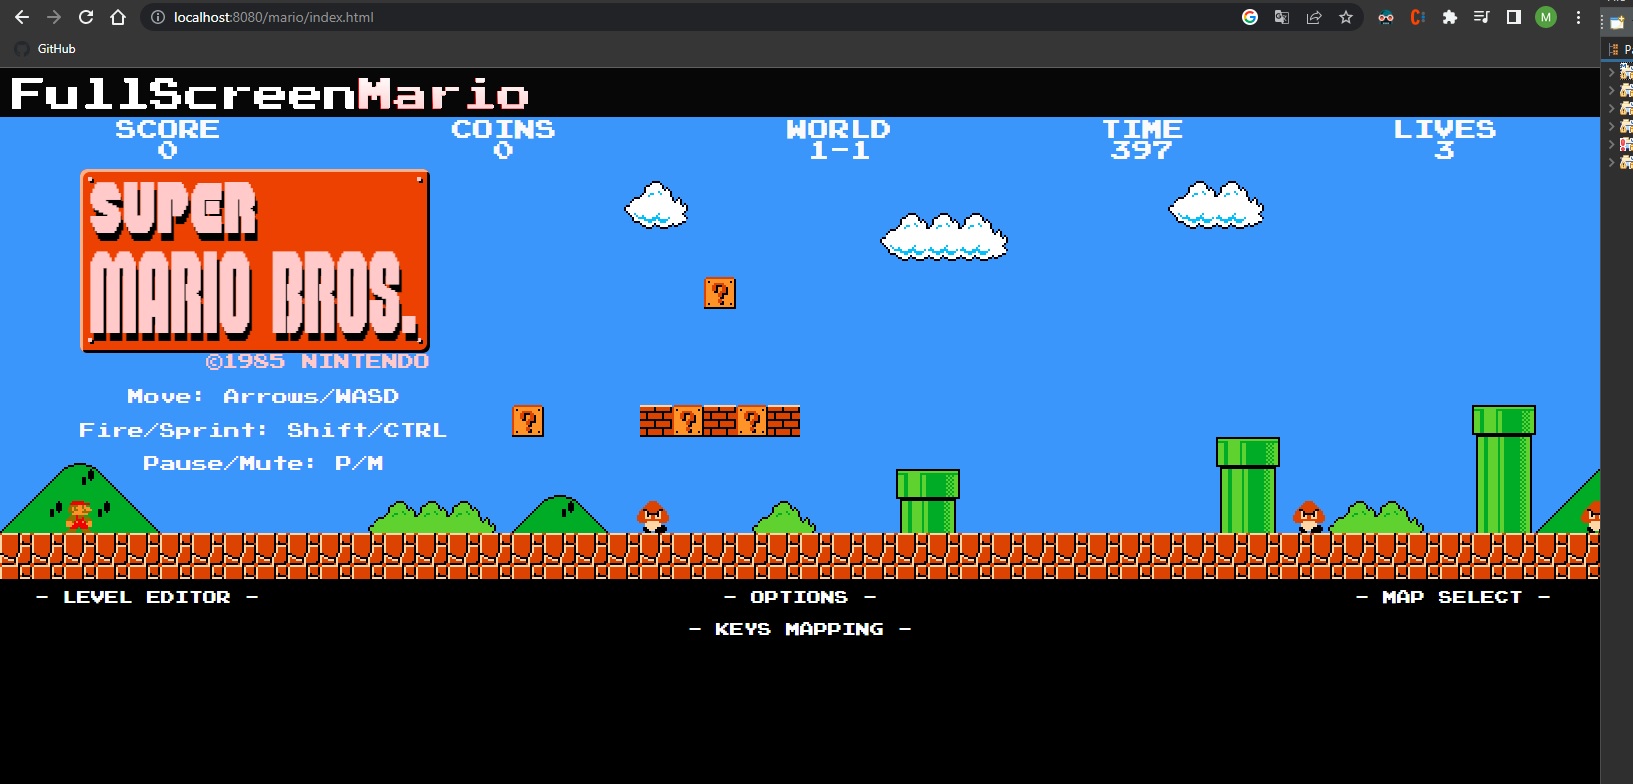 localhost:8080/mario/index.html
M
GitHub
FullScreenMario
SCORE COINS WORLD TIME LIVES
0 0 1-1 397 3
SUPER
MARIO BROS.
©1985 NINTENDO
?
Move: Arrows/WASD
? ? ?
Fire/Sprint: Shift/CTRL
Pause/Mute: P/M
- LEVEL EDITOR - - OPTIONS - - MAP SELECT -
- KEYS MAPPING -